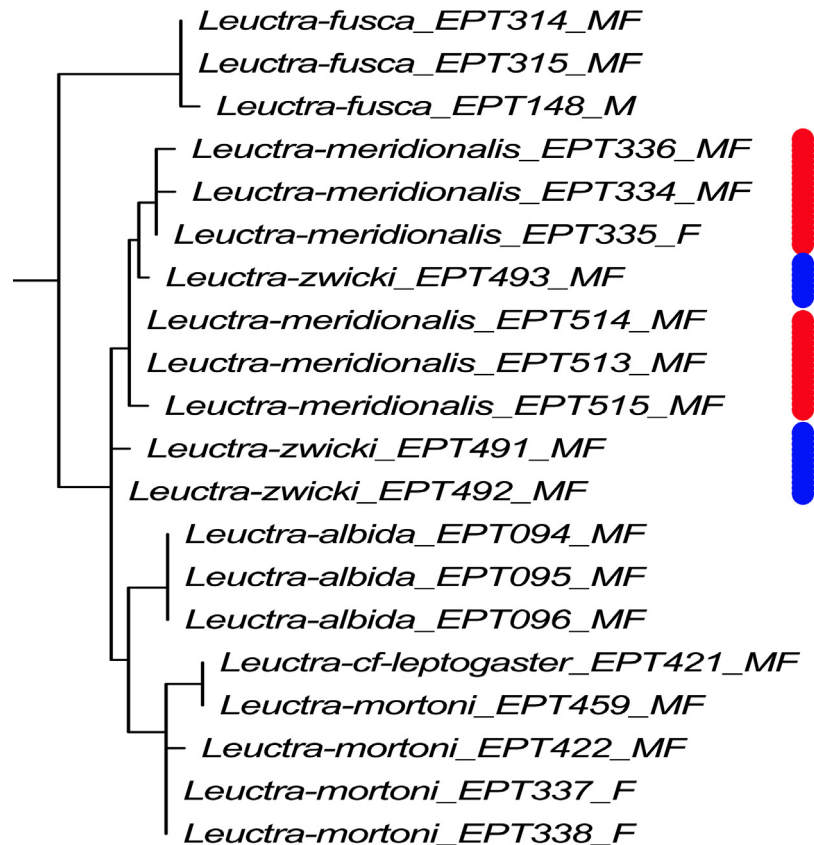 Leuctra-fusca_EPT314_MF
Leuctra-fusca_EPT315_MF
Leuctra-fusca_EPT148_M
Leuctra-meridionalis_EPT336_MF
Leuctra-meridionalis_EPT334_MF
Leuctra-meridionalis_EPT335_F
Leuctra-zwicki_EPT493_MF
Leuctra-meridionalis_EPT514_MF
Leuctra-meridionalis_EPT513_MF
Leuctra-meridionalis_EPT515_MF
Leuctra-zwicki_EPT491_MF
Leuctra-zwicki_EPT492_MF
Leuctra-albida_EPT094_MF
Leuctra-albida_EPT095_MF
Leuctra-albida_EPT096_MF
Leuctra-cf-leptogaster_EPT421_MF
Leuctra-mortoni_EPT459_MF
Leuctra-mortoni_EPT422_MF
Leuctra-mortoni_EPT337_F
Leuctra-mortoni_EPT338_F